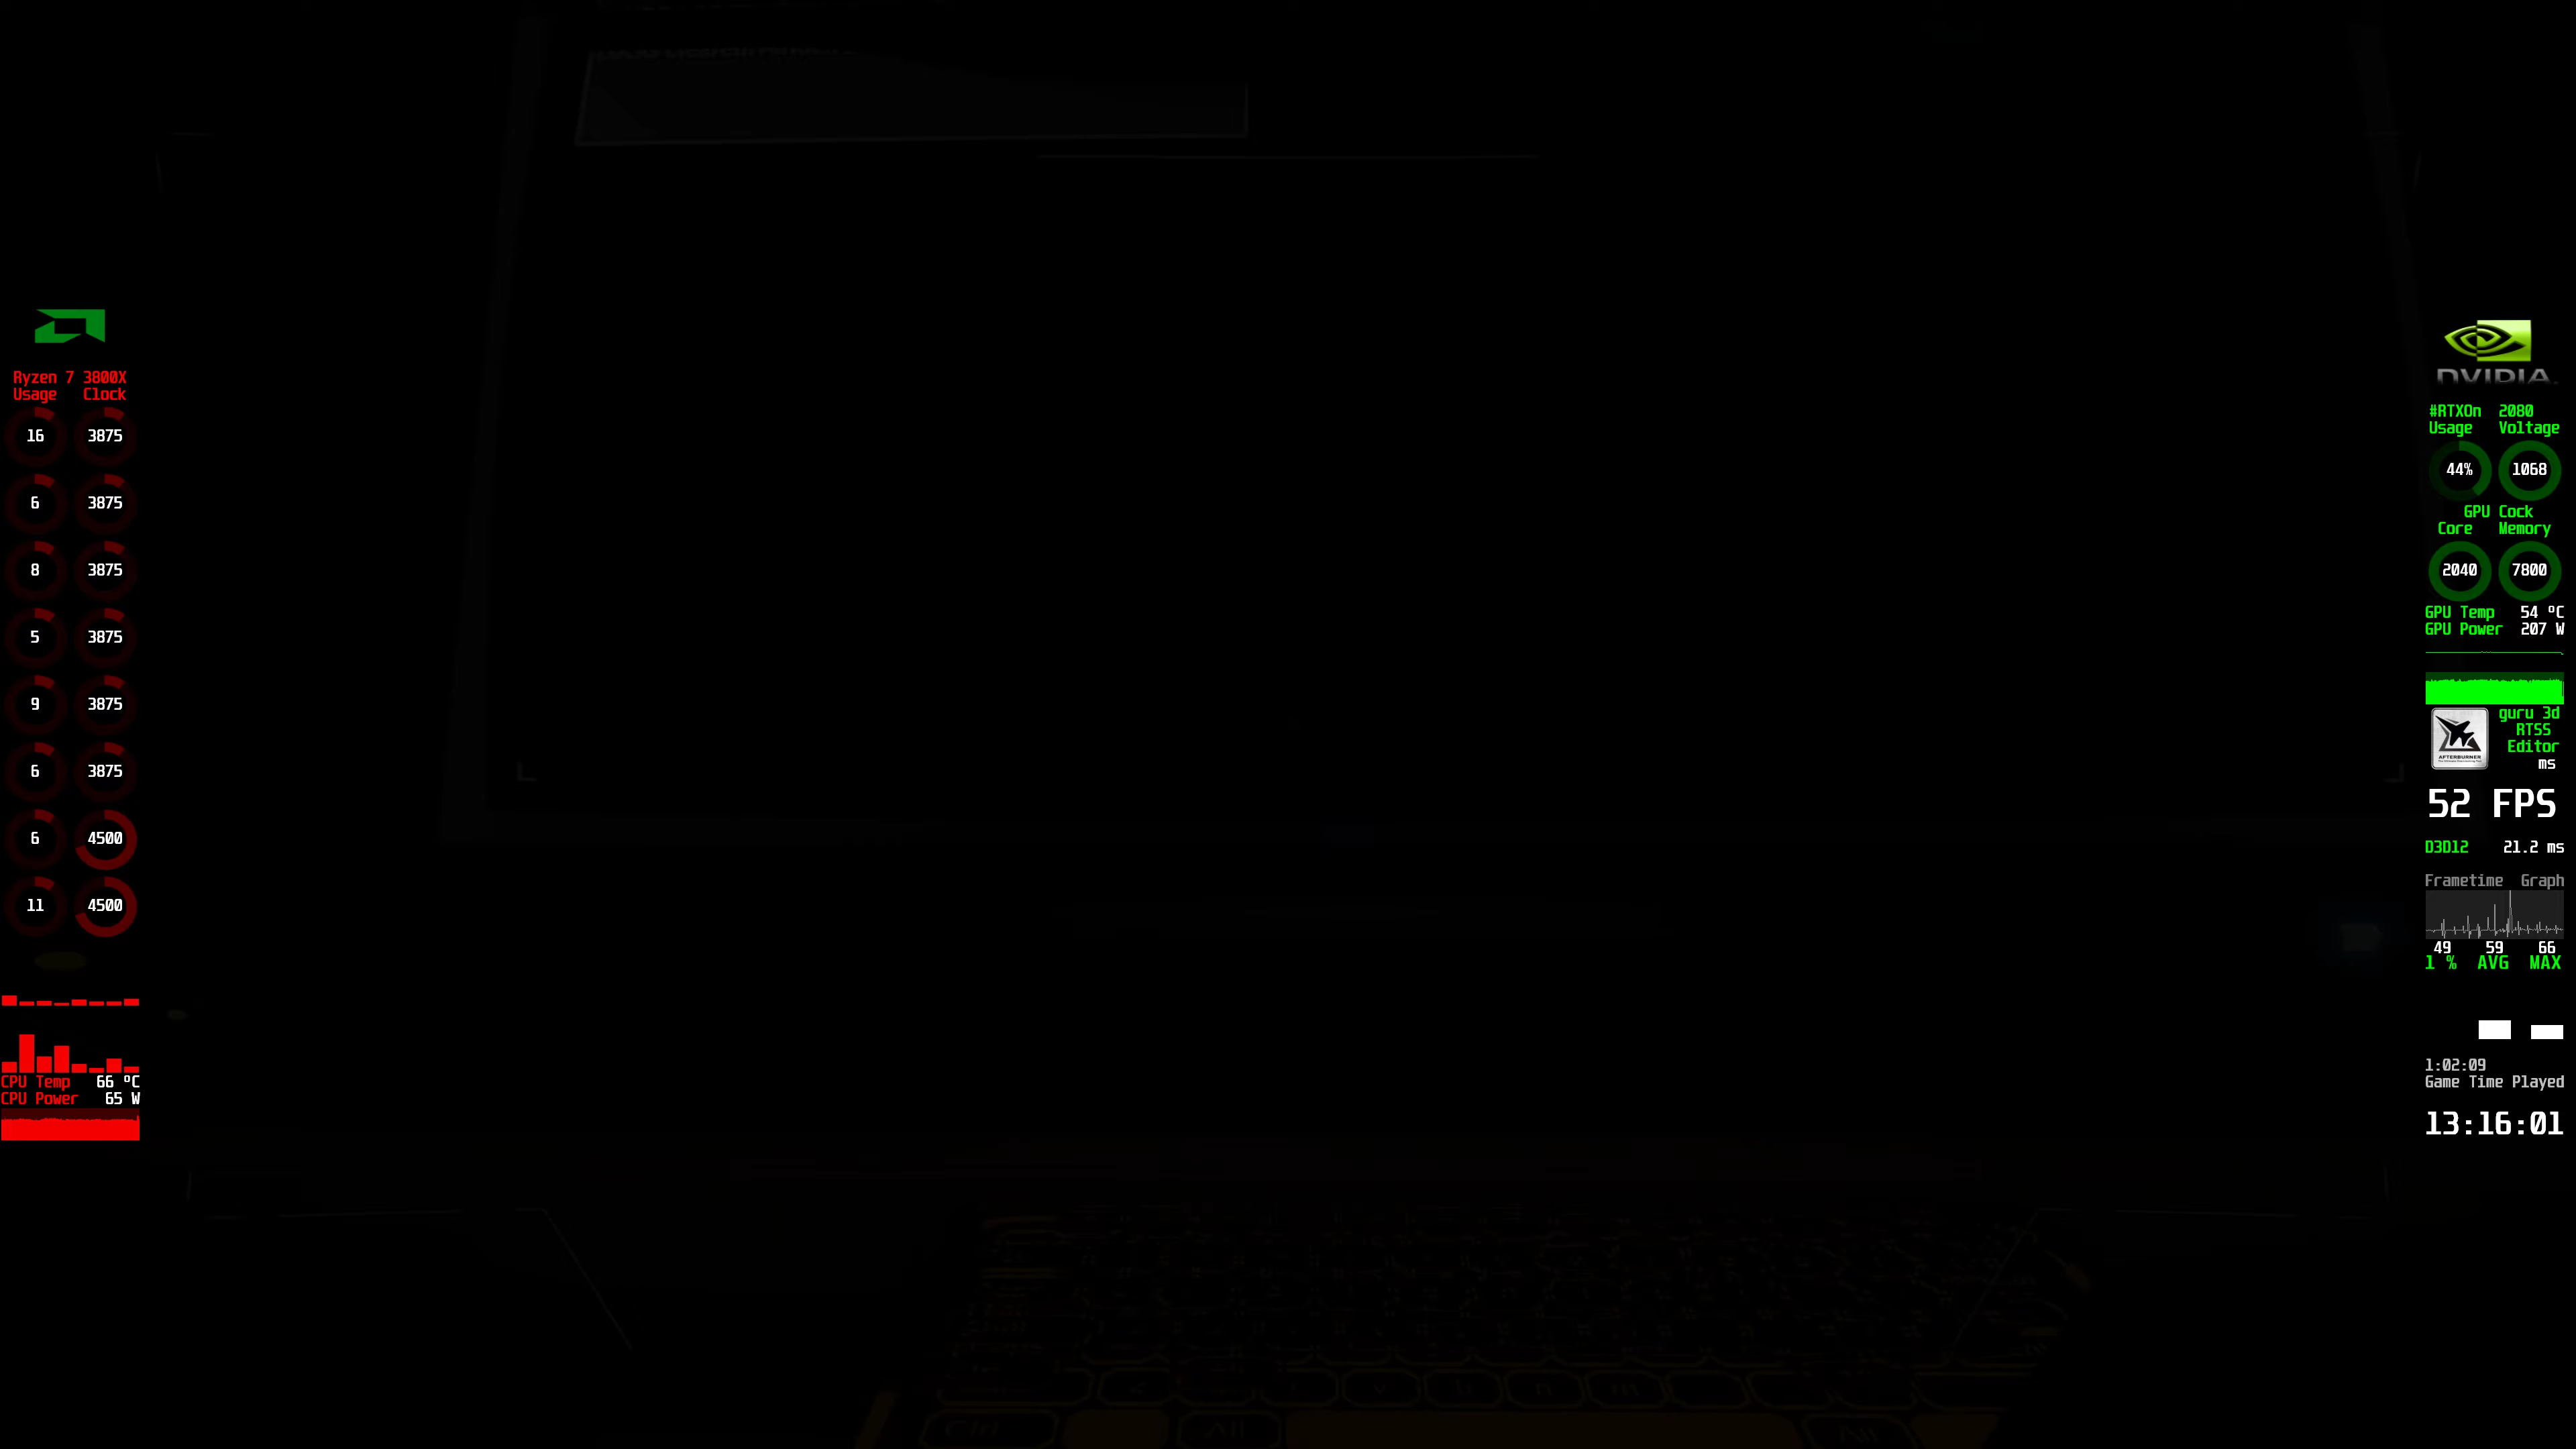 Ryzen 7 3800X
Usage Clock
16 3875
6 3875
8 3875
5 3875
9 3875
6 3875
6 4500
11 4500
CPU Temp 66 °C
CPU Power 65 W
NVIDIA
#RTXOn 2080
Usage Voltage
44% 1068
GPU Cock
Core Memory
2040 7800
GPU Temp 54 °C
GPU Power 207 W
guru 3d
RTSS
Editor
AFTERBURNER
ms
52 FPS
D3D12 21.2 ms
Frametime Graph
49 59 66
1 % AVG MAX
1:02:09
Game Time Played
13:16:01
Ctrl Alt